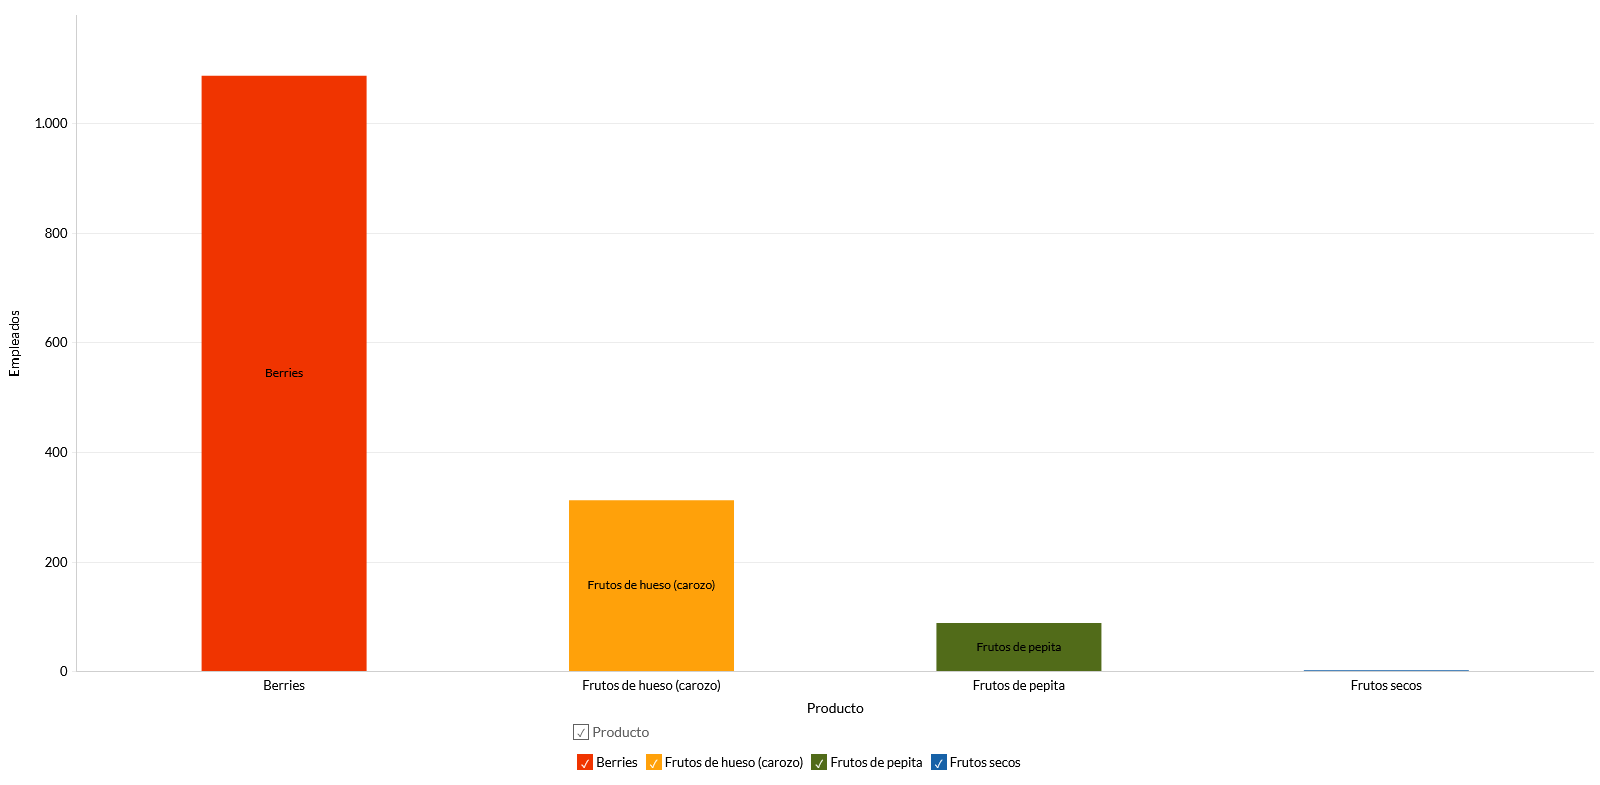 1.000
800
600
400
200
0
Empleados
Berries
Frutos de hueso (carozo)
Frutos de pepita
Berries
Frutos de hueso (carozo)
Frutos de pepita
Frutos secos
Producto
Producto
Berries
Frutos de hueso (carozo)
Frutos de pepita
Frutos secos